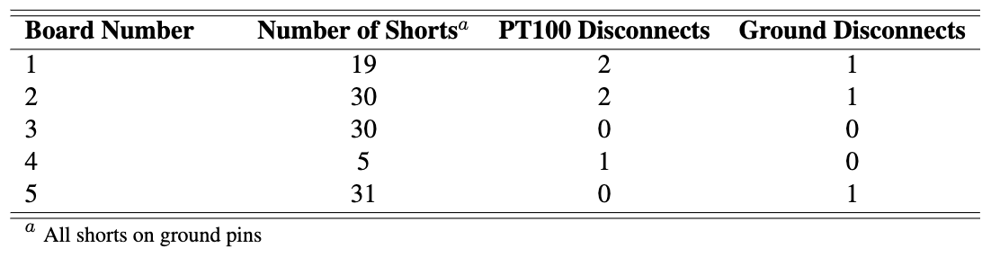 Board Number Number of Shorts^a PT100 Disconnects Ground Disconnects
1 19 2 1
2 30 2 1
3 30 0 0
4 5 1 0
5 31 0 1
^a All shorts on ground pins